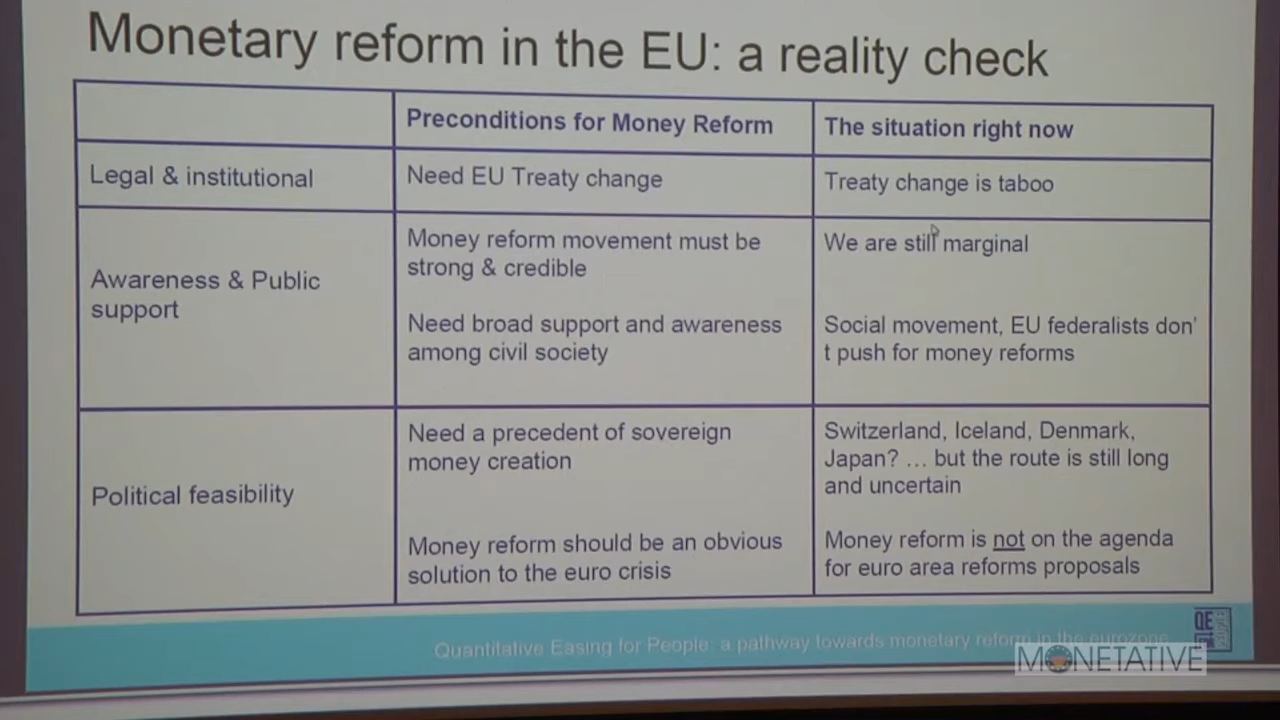 Monetary reform in the EU: a reality check
Preconditions for Money Reform
The situation right now
Legal & institutional
Need EU Treaty change
Treaty change is taboo
Awareness & Public
support
Money reform movement must be
strong & credible
Need broad support and awareness
among civil society
We are still marginal
Social movement, EU federalists don'
t push for money reforms
Political feasibility
Need a precedent of sovereign
money creation
Money reform should be an obvious
solution to the euro crisis
Switzerland, Iceland, Denmark,
Japan? ... but the route is still long
and uncertain
Money reform is not on the agenda
for euro area reforms proposals
Quantitative Easing for People: a pathway towards monetary reform in the eurozone
QE
MONETATIVE